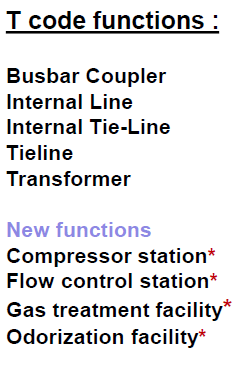 T code functions :
Busbar Coupler
Internal Line
Internal Tie-Line
Tieline
Transformer
New functions
Compressor station*
Flow control station*
Gas treatment facility*
Odorization facility*